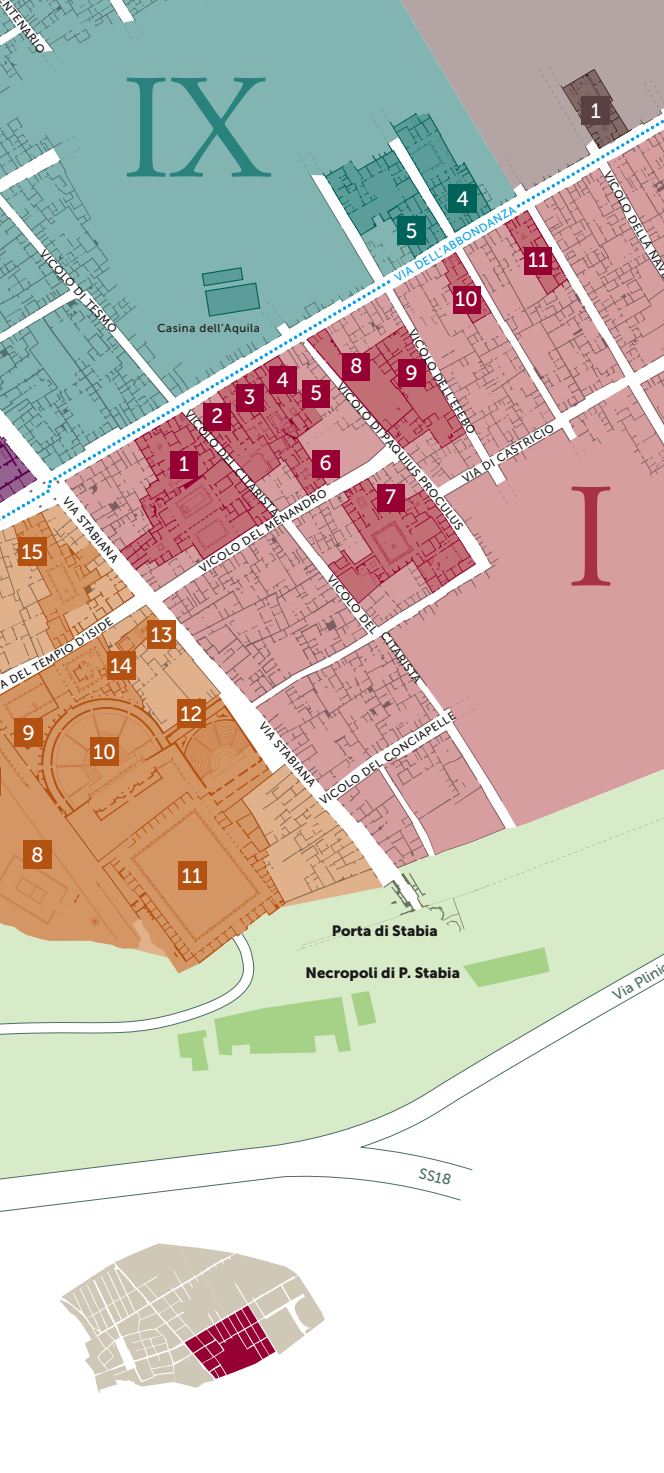 ENTENARIO
IX
1
VICOLO DELLA NAV
4
5
VIA DELL'ABBONDANZA
11
10
VICOLO DI TESMO
Casina dell'Aquila
8
9
VICOLO DELL'EFEBO
4
3
5
2
VICOLO DI PAQUIUS PROCULUS
VIA DI CASTRICIO
1
VICOLO DEL CITARISTA
6
7
VICOLO DEL MENANDRO
I
VIA STABIANA
15
VICOLO DEL CITARISTA
13
A DEL TEMPIO D'ISIDE
14
12
9
10
VIA STABIANA
VICOLO DEL CONCIAPELLE
8
11
Porta di Stabia
Necropoli di P. Stabia
Via Plinio
SS18